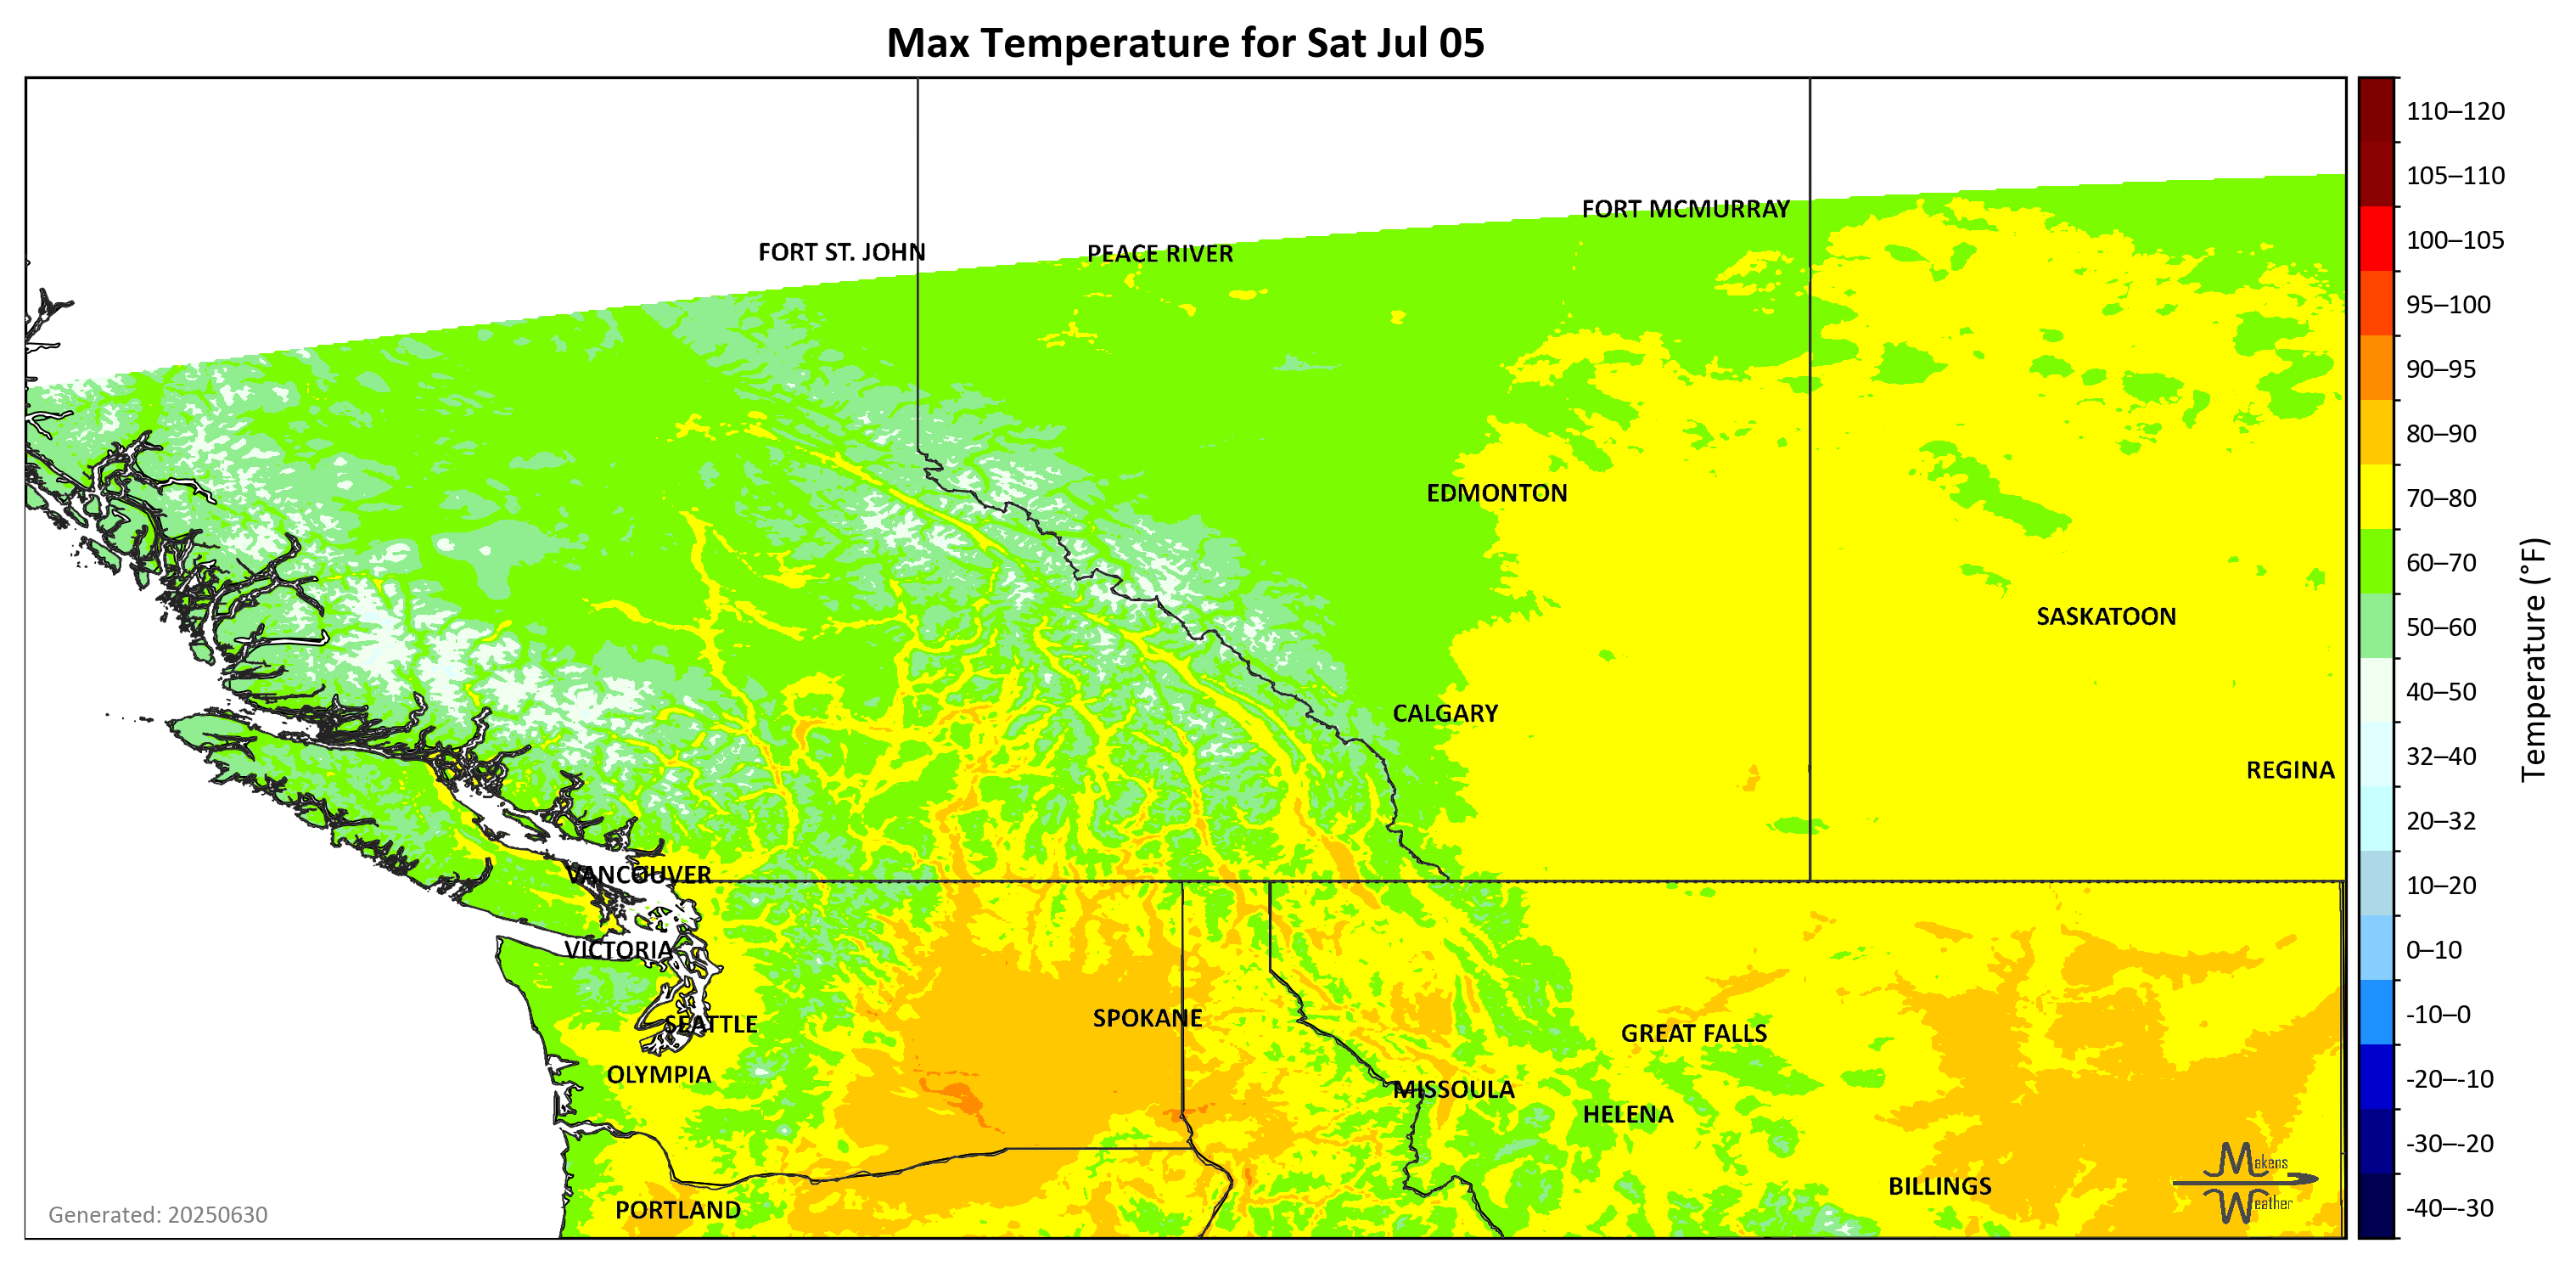 Max Temperature for Sat Jul 05
110–120
105–110
FORT MCMURRAY
100–105
FORT ST. JOHN
PEACE RIVER
95–100
90–95
80–90
EDMONTON
70–80
60–70
SASKATOON
50–60
40–50
CALGARY
32–40
REGINA
Temperature (°F)
20–32
VANCOUVER
10–20
VICTORIA
0–10
SPOKANE
SEATTLE
-10–0
GREAT FALLS
OLYMPIA
-20–-10
MISSOULA
HELENA
-30–-20
Makens
Weather
BILLINGS
PORTLAND
-40–-30
Generated: 20250630